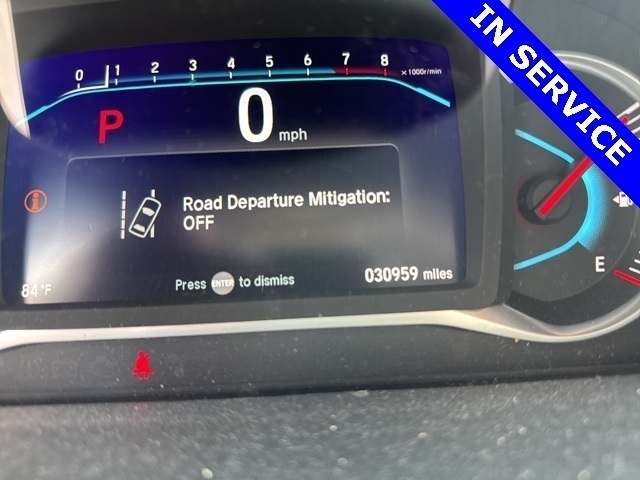 IN SERVICE
0 1 2 3 4 5 6 7 8 ×1000r/min
P 0 mph
i
Road Departure Mitigation:
OFF
E
Press ENTER to dismiss
030959 miles
84°F